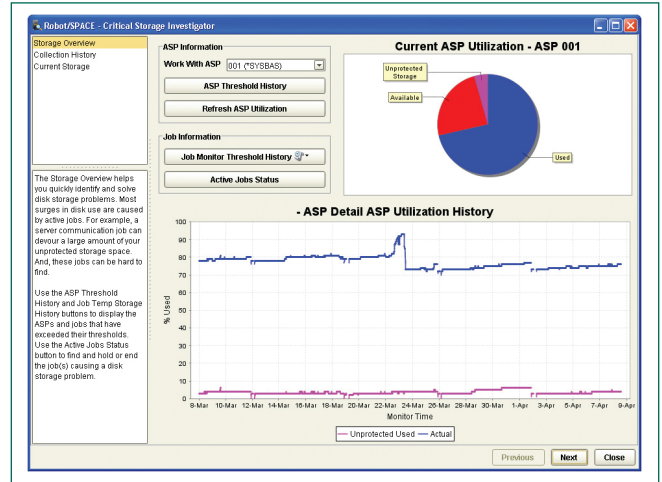 Robot/SPACE - Critical Storage Investigator
Storage Overview
Collection History
Current Storage
The Storage Overview helps
you quickly identify and solve
disk storage problems. Most
surges in disk use are caused
by active jobs. For example, a
server communication job can
devour a large amount of your
unprotected storage space.
And, these jobs can be hard to
find.
Use the ASP Threshold
History and Job Temp Storage
History buttons to display the
ASPs and jobs that have
exceeded their thresholds.
Use the Active Jobs Status
button to find and hold or end
the job(s) causing a disk
storage problem.
ASP Information
Work With ASP 001 (*SYSBAS)
ASP Threshold History
Refresh ASP Utilization
Job Information
Job Monitor Threshold History
Active Jobs Status
Current ASP Utilization - ASP 001
Unprotected
Storage
Available
Used
- ASP Detail ASP Utilization History
% Used
100
90
80
70
60
50
40
30
20
10
0
8-Mar 10-Mar 12-Mar 14-Mar 16-Mar 18-Mar 20-Mar 22-Mar 24-Mar 26-Mar 28-Mar 30-Mar 1-Apr 3-Apr 5-Apr 7-Apr 9-Apr
Monitor Time
Unprotected Used Actual
Previous Next Close